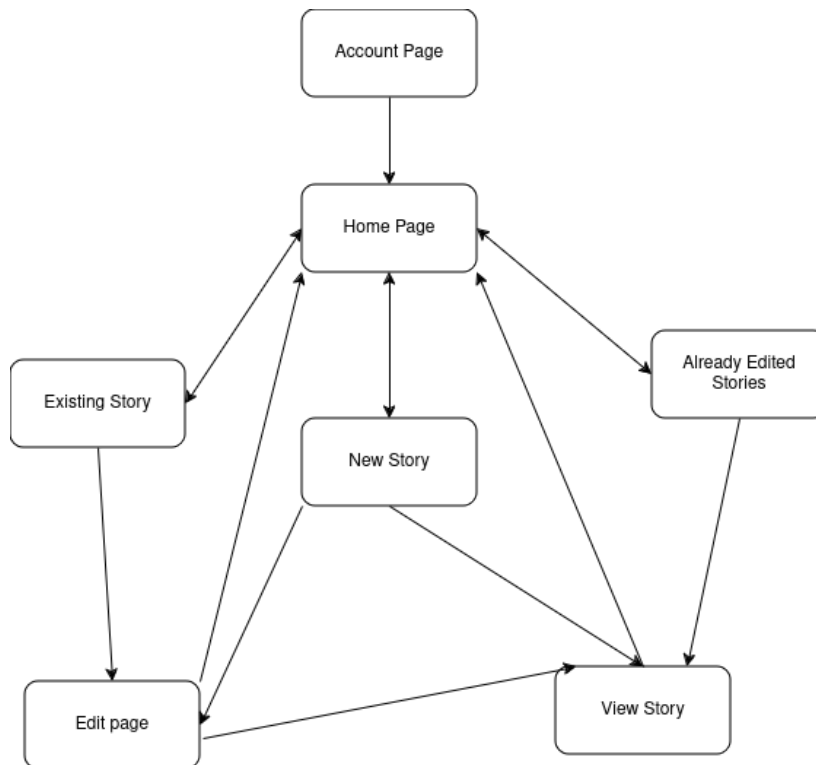 Account Page
Home Page
Already Edited
Stories
Existing Story
New Story
Edit page
View Story